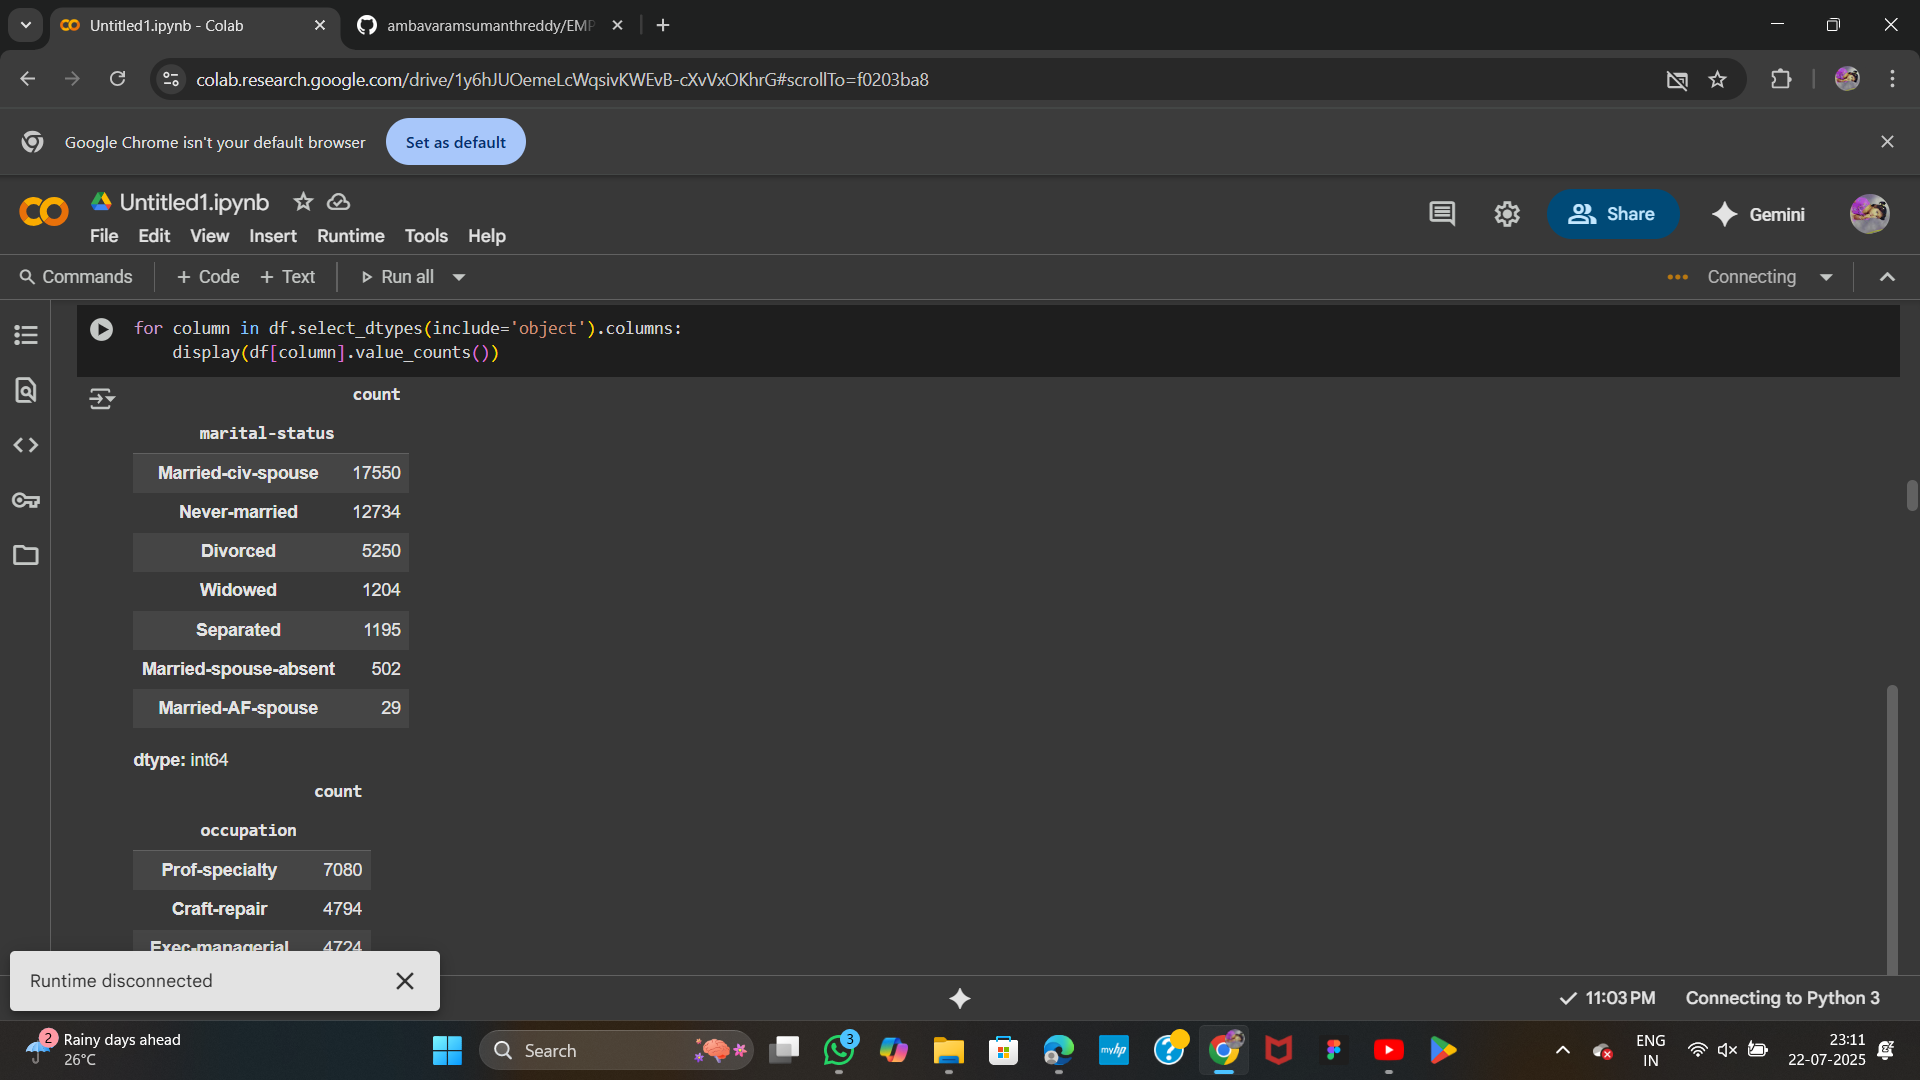 Untitled1.ipynb - Colab
ambavaramsumanthreddy/EMP
colab.research.google.com/drive/1y6hJUOemeLcWqsivKWEvB-cXvVxOKhrG#scrollTo=f0203ba8
Google Chrome isn't your default browser
Set as default
Untitled1.ipynb
File Edit View Insert Runtime Tools Help
Share
Gemini
Commands
+ Code + Text
Run all
Connecting
for column in df.select_dtypes(include='object').columns:
display(df[column].value_counts())
count
marital-status
Married-civ-spouse 17550
Never-married 12734
Divorced 5250
Widowed 1204
Separated 1195
Married-spouse-absent 502
Married-AF-spouse 29
dtype: int64
count
occupation
Prof-specialty 7080
Craft-repair 4794
Exec-managerial 4724
Runtime disconnected
11:03 PM
Connecting to Python 3
2
Rainy days ahead
26°C
Search
3
myhp
ENG
IN
23:11
22-07-2025